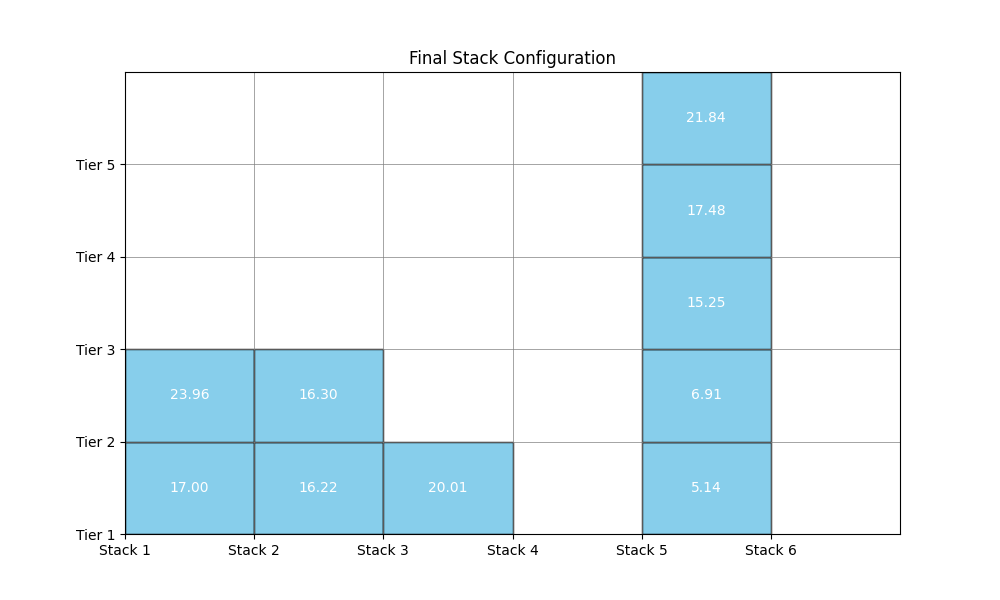 Final Stack Configuration
21.84
Tier 5
17.48
Tier 4
15.25
Tier 3
23.96 16.30 6.91
Tier 2
17.00 16.22 20.01 5.14
Tier 1
Stack 1 Stack 2 Stack 3 Stack 4 Stack 5 Stack 6